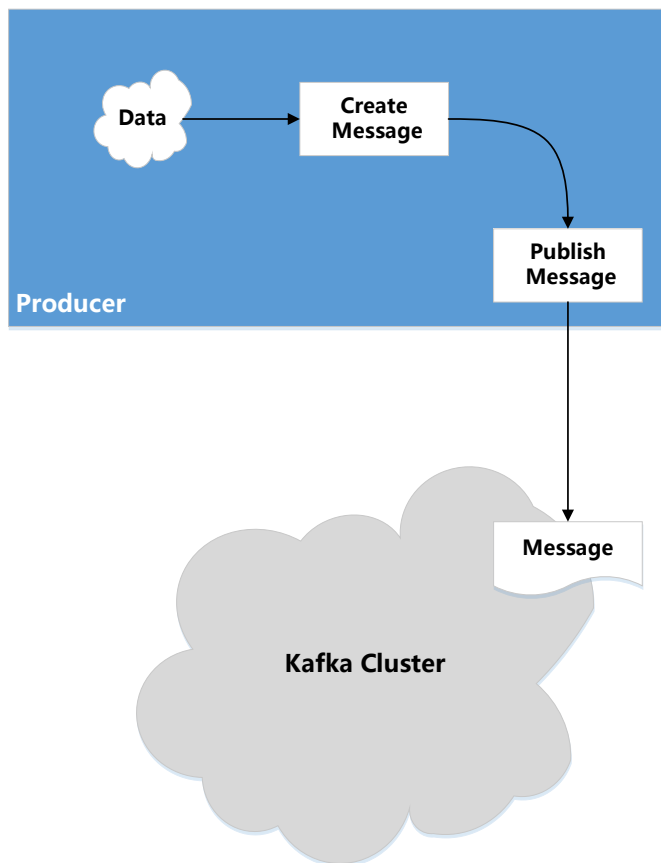 Data
Create
Message
Publish
Message
Producer
Message
Kafka Cluster